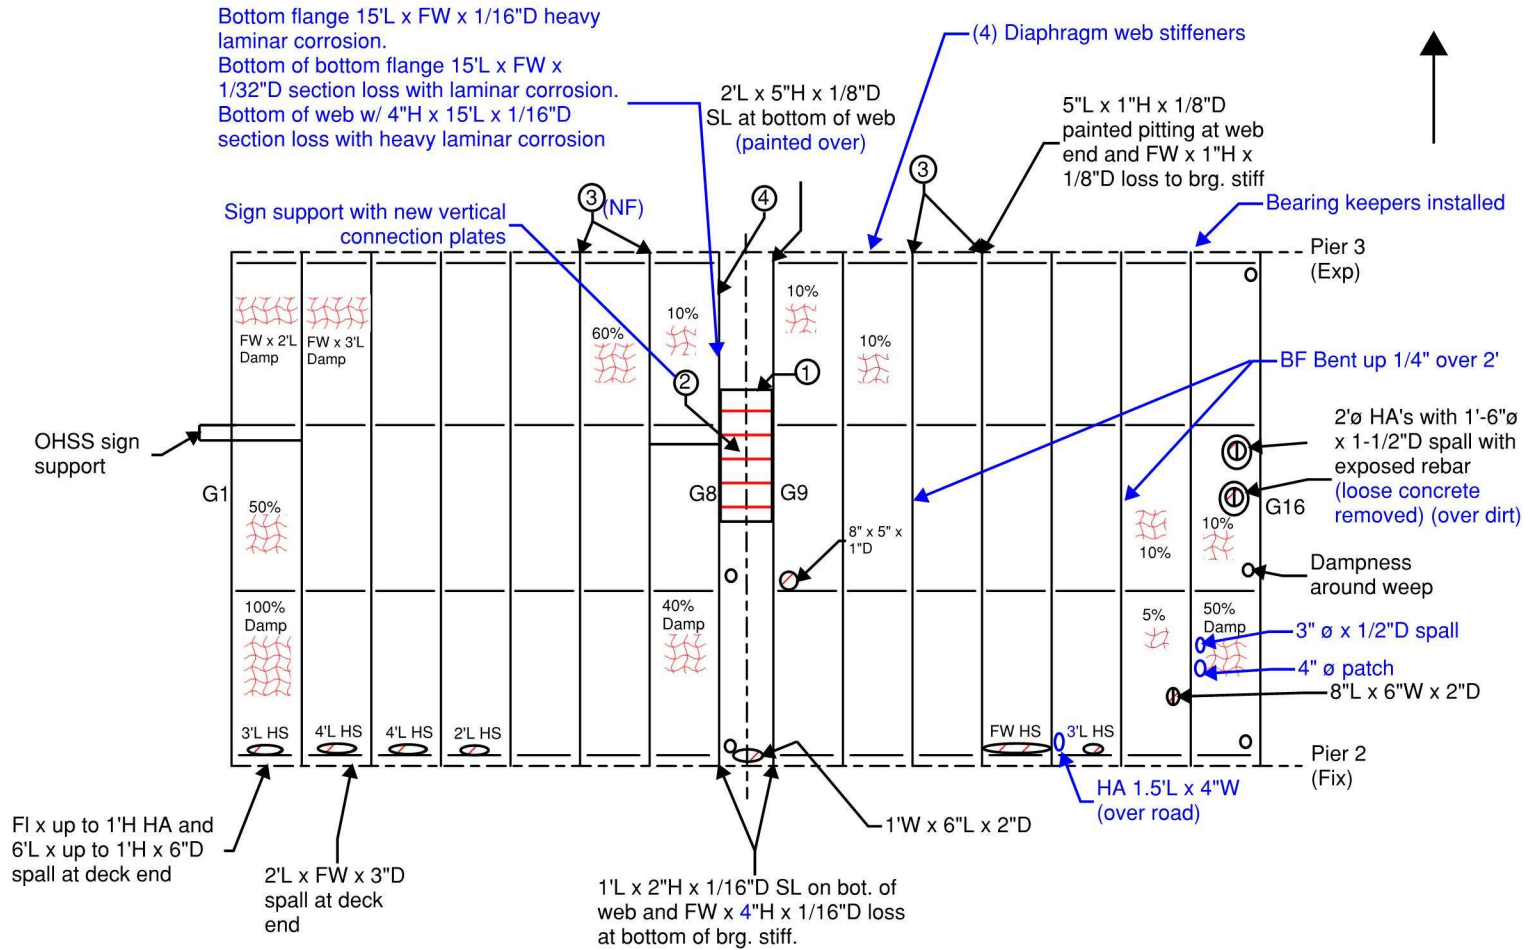 Bottom flange 15'L x FW x 1/16"D heavy
laminar corrosion.
Bottom of bottom flange 15'L x FW x
1/32"D section loss with laminar corrosion.
Bottom of web w/ 4"H x 15'L x 1/16"D
section loss with heavy laminar corrosion
(4) Diaphragm web stiffeners
2'L x 5"H x 1/8"D
SL at bottom of web
(painted over)
5"L x 1"H x 1/8"D
painted pitting at web
end and FW x 1"H x
1/8"D loss to brg. stiff
3
(NF)
4
3
Sign support with new vertical
connection plates
Bearing keepers installed
Pier 3
(Exp)
FW x 2'L
Damp
FW x 3'L
Damp
60%
10%
10%
10%
2
1
BF Bent up 1/4" over 2'
OHSS sign
support
2'ø HA's with 1'-6"ø
x 1-1/2"D spall with
exposed rebar
(loose concrete
removed) (over dirt)
G1
G8
G9
G16
50%
8" x 5" x
1"D
10%
10%
Dampness
around weep
100%
Damp
40%
Damp
5%
50%
Damp
3" ø x 1/2"D spall
4" ø patch
8"L x 6"W x 2"D
3'L HS
4'L HS
4'L HS
2'L HS
FW HS
3'L HS
Pier 2
(Fix)
HA 1.5'L x 4"W
(over road)
Fl x up to 1'H HA and
6'L x up to 1'H x 6"D
spall at deck end
2'L x FW x 3"D
spall at deck
end
1'W x 6"L x 2"D
1'L x 2"H x 1/16"D SL on bot. of
web and FW x 4"H x 1/16"D loss
at bottom of brg. stiff.